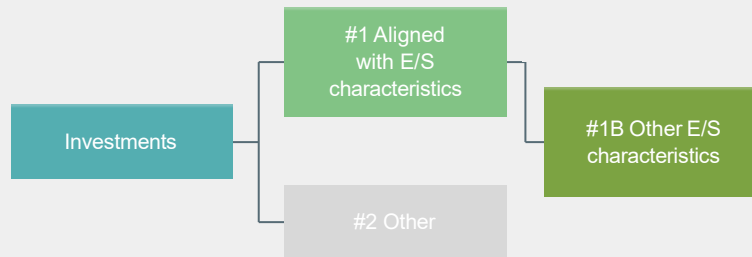 Investments
#1 Aligned
with E/S
characteristics
#2 Other
#1B Other E/S
characteristics